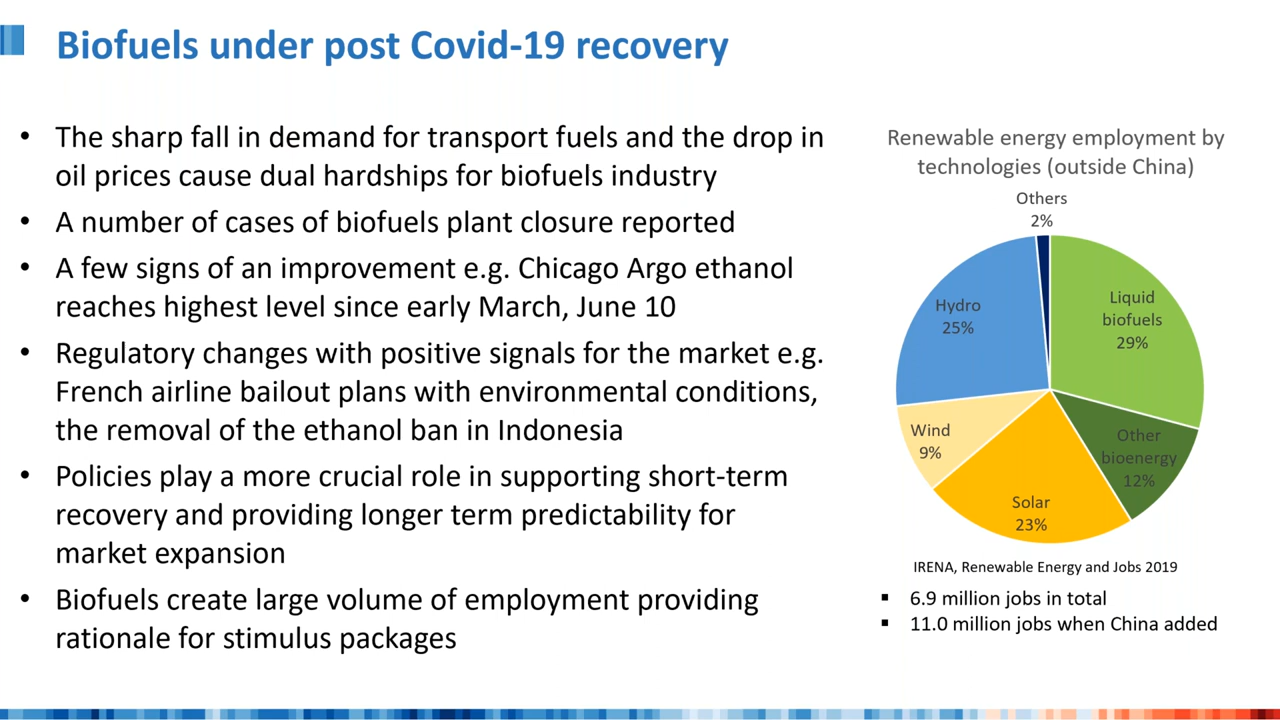 Biofuels under post Covid-19 recovery
• The sharp fall in demand for transport fuels and the drop in
oil prices cause dual hardships for biofuels industry
• A number of cases of biofuels plant closure reported
• A few signs of an improvement e.g. Chicago Argo ethanol
reaches highest level since early March, June 10
• Regulatory changes with positive signals for the market e.g.
French airline bailout plans with environmental conditions,
the removal of the ethanol ban in Indonesia
• Policies play a more crucial role in supporting short-term
recovery and providing longer term predictability for
market expansion
• Biofuels create large volume of employment providing
rationale for stimulus packages
Renewable energy employment by
technologies (outside China)
Others
2%
Liquid
biofuels
29%
Hydro
25%
Wind
9%
Other
bioenergy
12%
Solar
23%
IRENA, Renewable Energy and Jobs 2019
▪ 6.9 million jobs in total
▪ 11.0 million jobs when China added